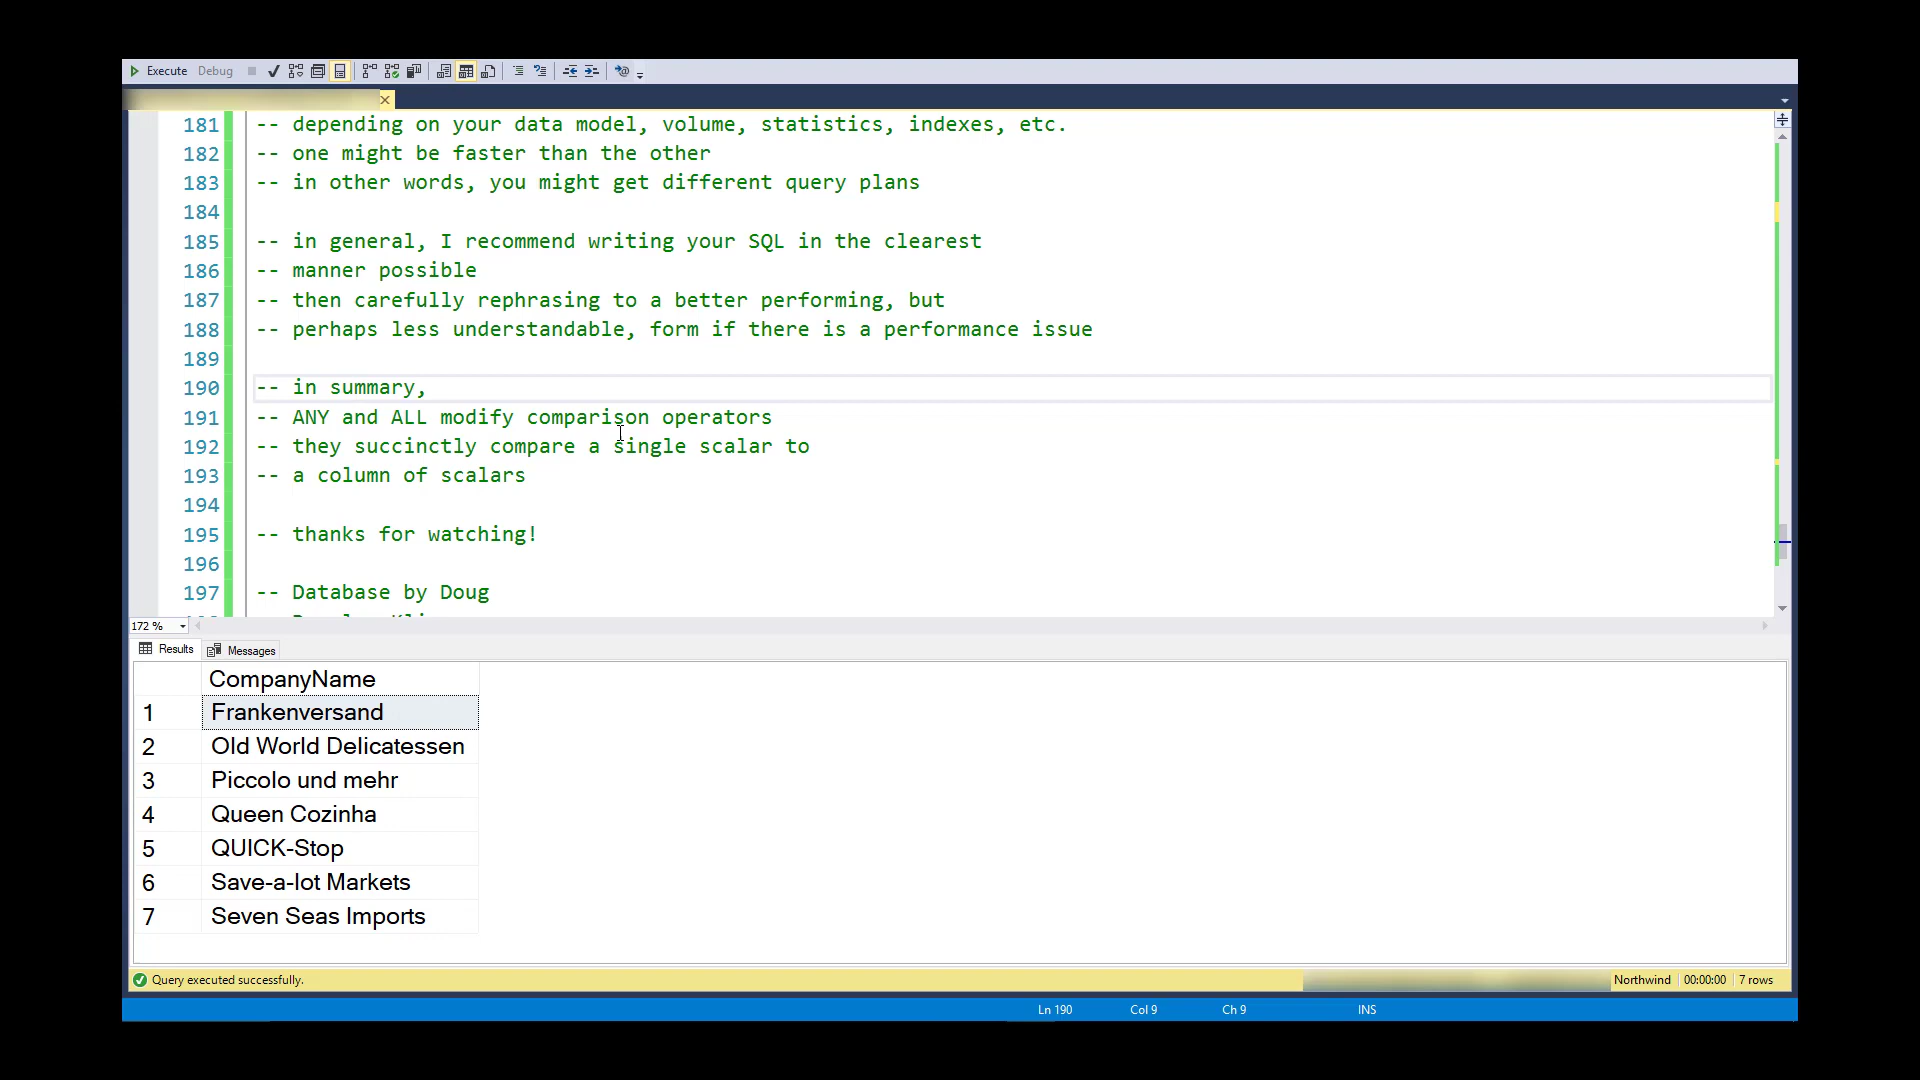 Execute Debug
181 -- depending on your data model, volume, statistics, indexes, etc.
182 -- one might be faster than the other
183 -- in other words, you might get different query plans
184
185 -- in general, I recommend writing your SQL in the clearest
186 -- manner possible
187 -- then carefully rephrasing to a better performing, but
188 -- perhaps less understandable, form if there is a performance issue
189
190 -- in summary,
191 -- ANY and ALL modify comparison operators
192 -- they succinctly compare a single scalar to
193 -- a column of scalars
194
195 -- thanks for watching!
196
197 -- Database by Doug
172 %
Results Messages
CompanyName
1 Frankenversand
2 Old World Delicatessen
3 Piccolo und mehr
4 Queen Cozinha
5 QUICK-Stop
6 Save-a-lot Markets
7 Seven Seas Imports
Query executed successfully. Northwind 00:00:00 7 rows
Ln 190 Col 9 Ch 9 INS